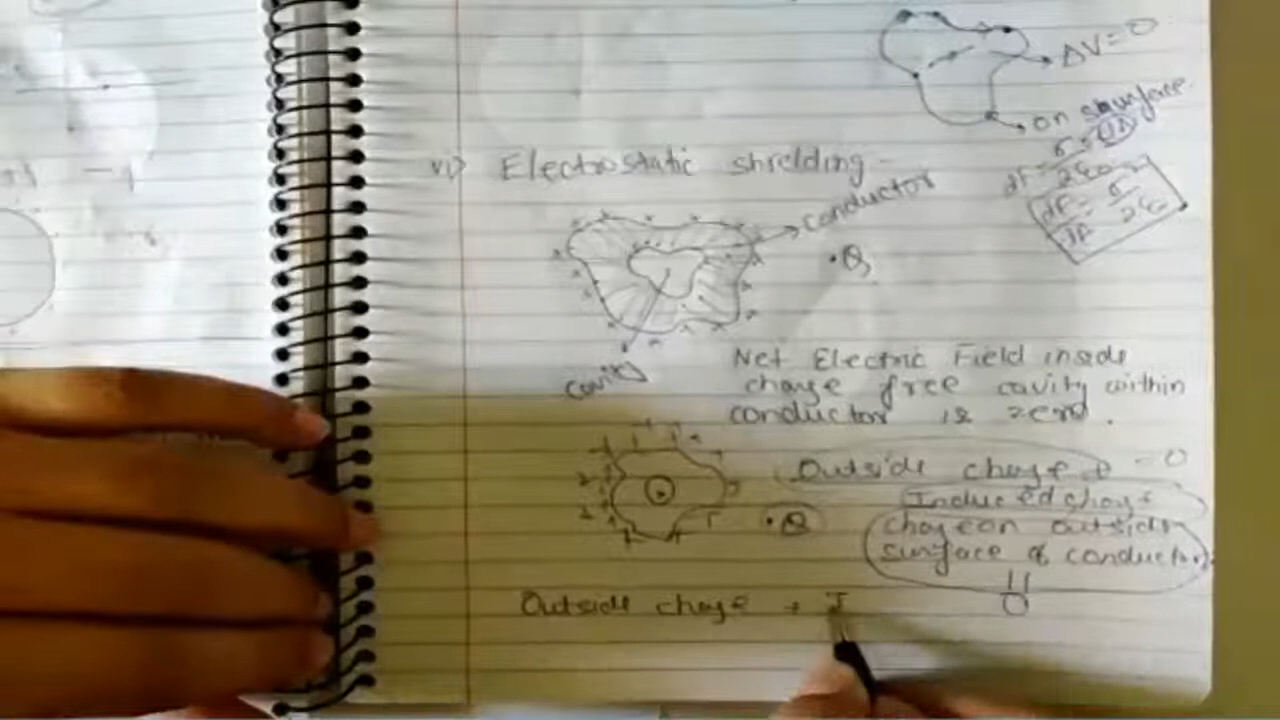 ΔV=0
on surface
vi) Electrostatic shielding
conductor
.Q
cavity
Net Electric Field inside
charge free cavity within
conductor is zero.
Outside charge = 0
Induced charge
charge on outside
surface of conductor
.Q
0
Outside charge + I